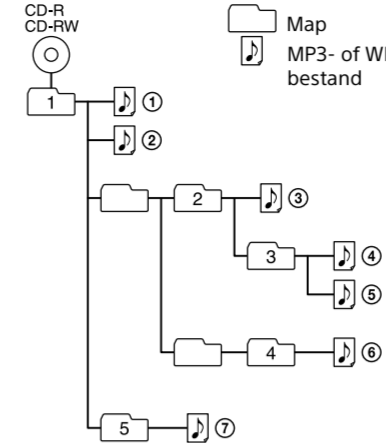 CD-R
CD-RW
Map
MP3- of
bestand
1
①
②
2
③
3
④
⑤
4
⑥
5
⑦